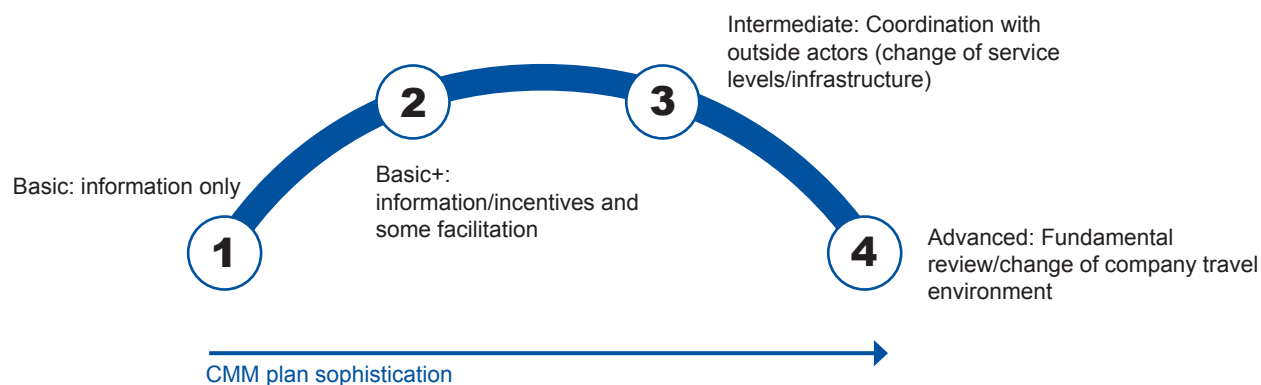 Intermediate: Coordination with
outside actors (change of service
levels/infrastructure)
2
3
Basic: information only
Basic+:
information/incentives and
some facilitation
1
4
Advanced: Fundamental
review/change of company travel
environment
CMM plan sophistication